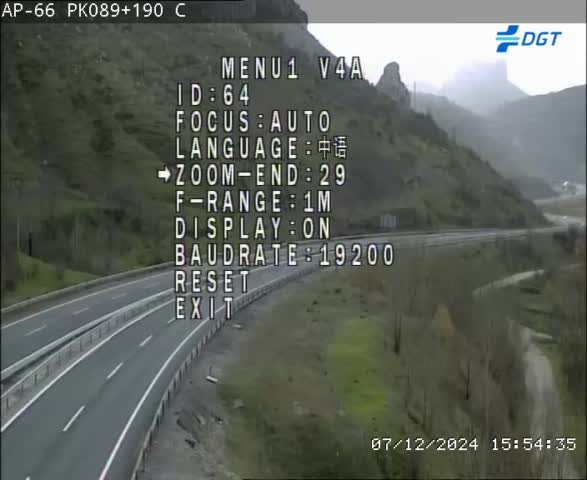 AP-66 PK089+190 C
DGT
MENU1 V4A
ID:64
FOCUS:AUTO
LANGUAGE:中语
ZOOM-END:29
F-RANGE:1M
DISPLAY:ON
BAUDRATE:19200
RESET
EXIT
07/12/2024 15:54:35